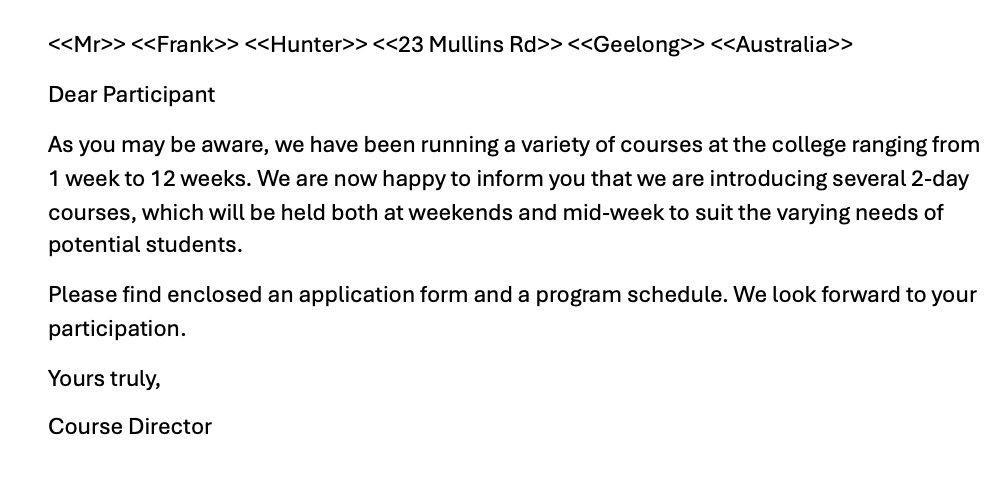 <<Mr>> <<Frank>> <<Hunter>> <<23 Mullins Rd>> <<Geelong>> <<Australia>>
Dear Participant
As you may be aware, we have been running a variety of courses at the college ranging from
1 week to 12 weeks. We are now happy to inform you that we are introducing several 2-day
courses, which will be held both at weekends and mid-week to suit the varying needs of
potential students.
Please find enclosed an application form and a program schedule. We look forward to your
participation.
Yours truly,
Course Director